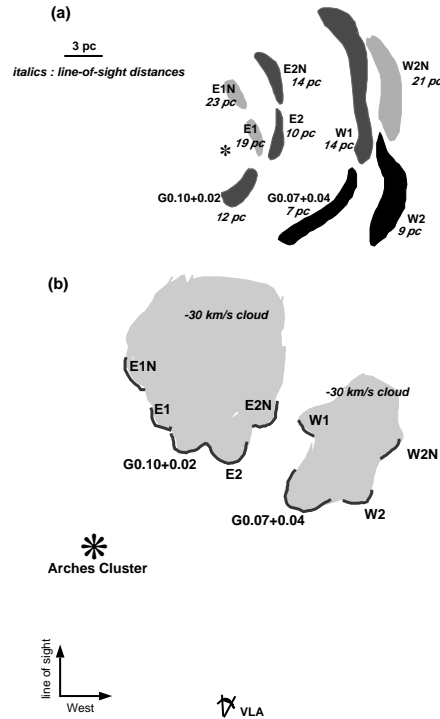 (a)
3 pc
italics : line-of-sight distances
E2N
14 pc
W2N
21 pc
E1N
23 pc
E1
19 pc
E2
10 pc
W1
14 pc
G0.10+0.02
12 pc
G0.07+0.04
7 pc
W2
9 pc
(b)
-30 km/s cloud
E1N
-30 km/s cloud
E1
E2N
W1
G0.10+0.02
E2
W2N
G0.07+0.04
W2
Arches Cluster
line of sight
West
VLA